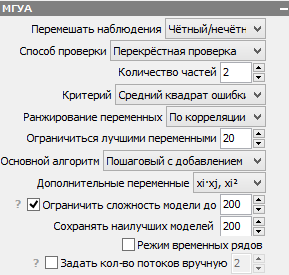 МГУА
Перемешать наблюдения Чётный/нечётн
Способ проверки Перекрёстная проверка
Количество частей 2
Критерий Средний квадрат ошибки
Ранжирование переменных По корреляции
Ограничиться лучшими переменными 20
Основной алгоритм Пошаговый с добавлением
Дополнительные переменные xi·xj, xi²
? Ограничить сложность модели до 200
Сохранять наилучших моделей 200
Режим временных рядов
? Задать кол-во потоков вручную 2